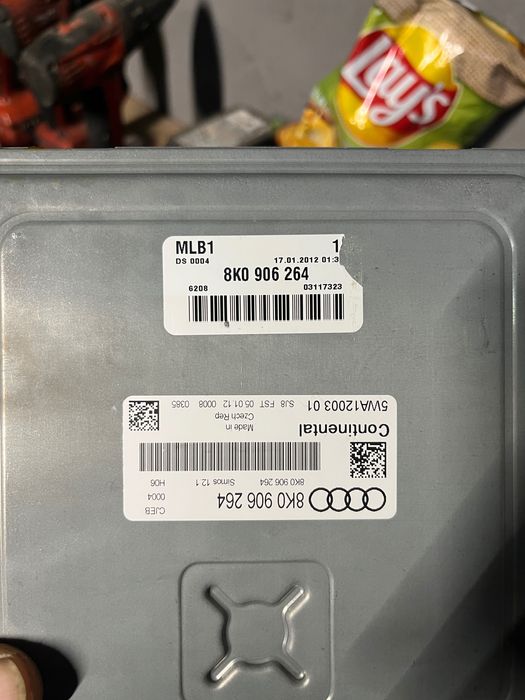 Lay's
MLB1 1
DS 0004 17.01.2012 01:3
8K0 906 264
6208 03117323
8K0 906 264 CJEB
0004
8K0 906 264 Simos 12.1 H06
Continental
Made in
Czech Rep
5WA12003 01 SJ8 FST 05.01.12 0008 0385